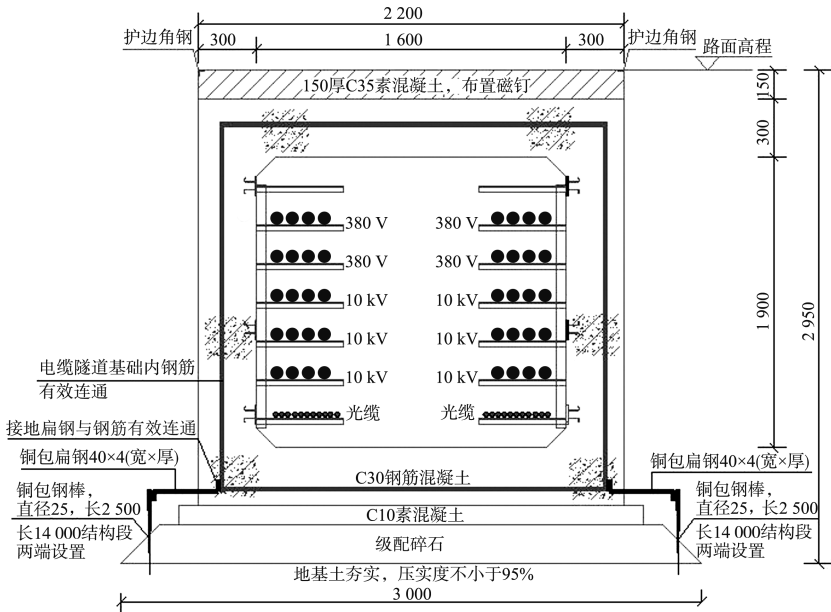 2 200
护边角钢
300
1 600
300
护边角钢
路面高程
150厚C35素混凝土，布置磁钉
150
300
380 V
380 V
380 V
380 V
10 kV
10 kV
10 kV
10 kV
10 kV
10 kV
光缆
光缆
1 900
2 950
电缆隧道基础内钢筋
有效连通
接地扁钢与钢筋有效连通
铜包扁钢40×4(宽×厚)
铜包钢棒，
直径25，长2 500
长14 000结构段
两端设置
C30钢筋混凝土
C10素混凝土
级配碎石
地基土夯实，压实度不小于95%
铜包扁钢40×4(宽×厚)
铜包钢棒，
直径25，长2 500
长14 000结构段
两端设置
3 000